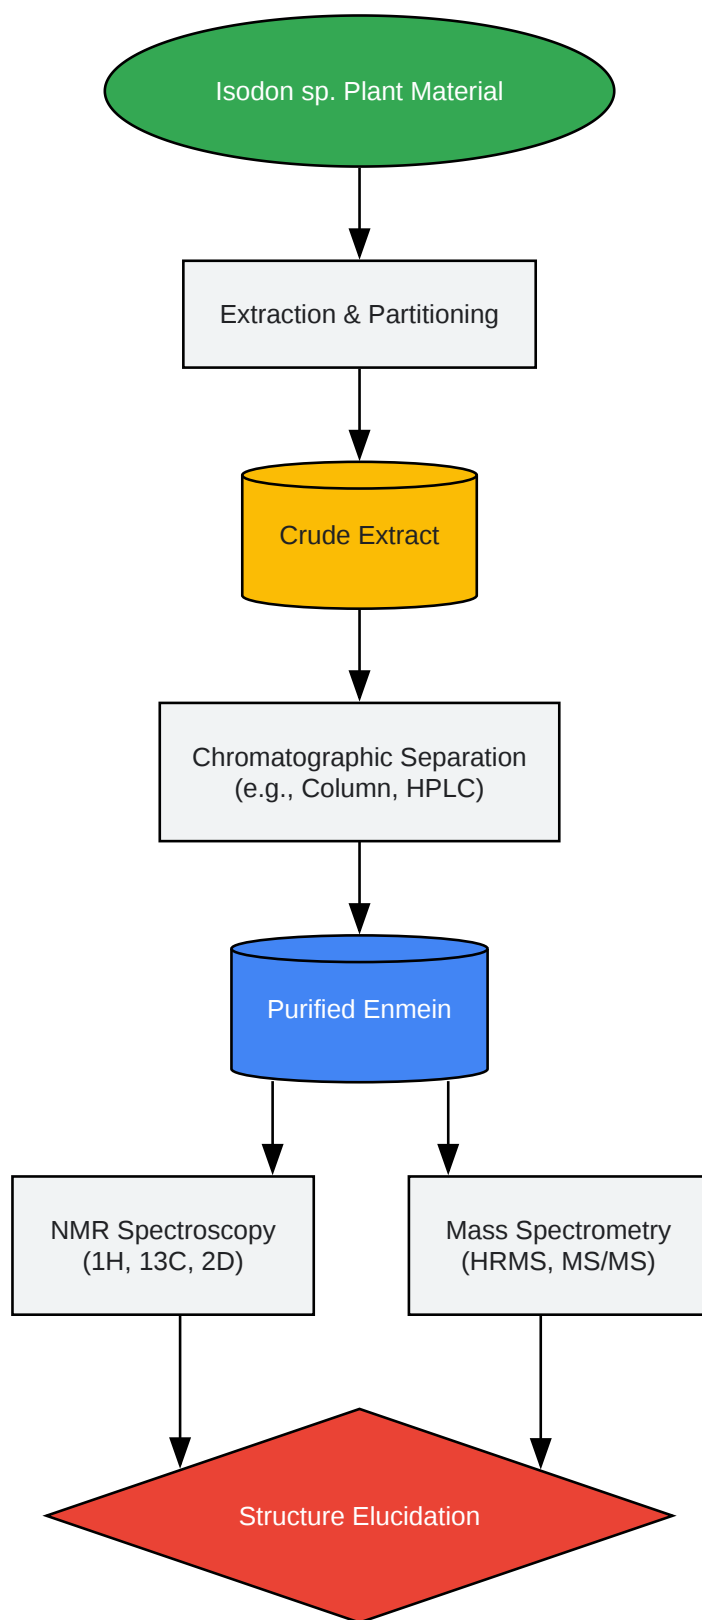 Isodon sp. Plant Material
Extraction & Partitioning
Crude Extract
Chromatographic Separation
(e.g., Column, HPLC)
Purified Enmein
NMR Spectroscopy
(1H, 13C, 2D)
Mass Spectrometry
(HRMS, MS/MS)
Structure Elucidation